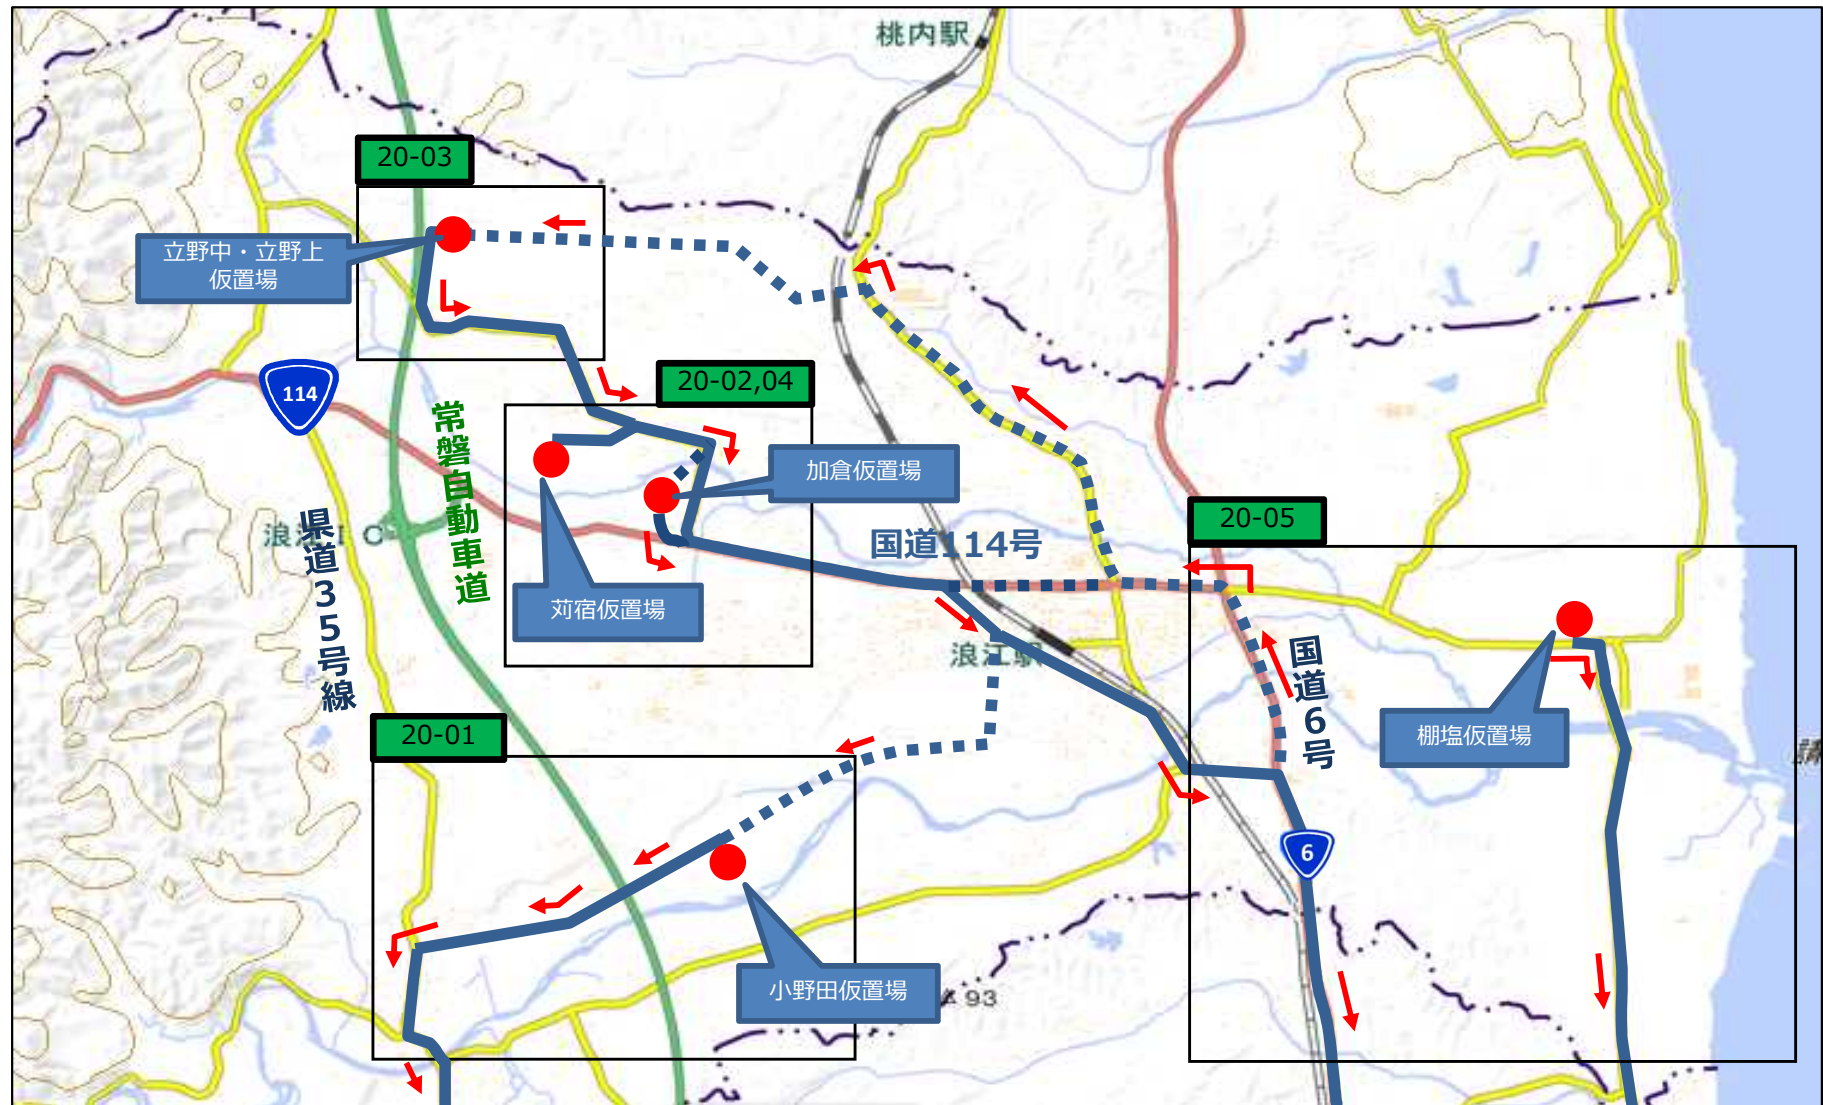 桃内駅
20-03
立野中・立野上
仮置場
114
20-02,04
常磐自動車道
加倉仮置場
20-05
浪江IC
県道35号線
国道114号
刈宿仮置場
浪江駅
国道6号
棚塩仮置場
20-01
6
小野田仮置場
93